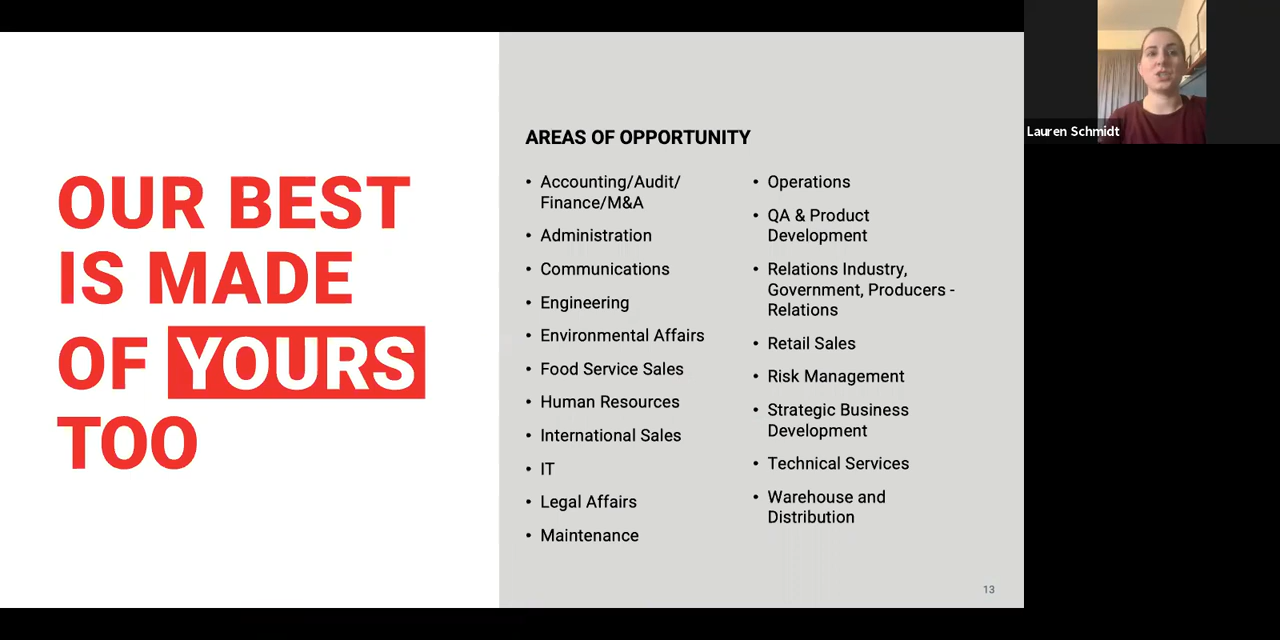 OUR BEST
IS MADE
OF YOURS
TOO
AREAS OF OPPORTUNITY
• Accounting/Audit/
Finance/M&A
• Administration
• Communications
• Engineering
• Environmental Affairs
• Food Service Sales
• Human Resources
• International Sales
• IT
• Legal Affairs
• Maintenance
• Operations
• QA & Product
Development
• Relations Industry,
Government, Producers -
Relations
• Retail Sales
• Risk Management
• Strategic Business
Development
• Technical Services
• Warehouse and
Distribution
13
Lauren Schmidt